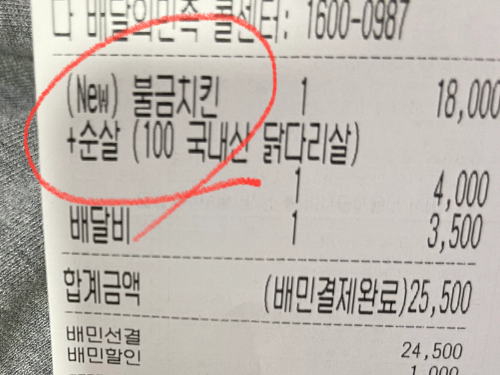 다 배달의민족 콜센터: 1600-0987
(New) 불금치킨 1 18,000
+순살 (100 국내산 닭다리살)
1 4,000
배달비 1 3,500
합계금액 (배민결제완료)25,500
배민선결 24,500
배민할인 1,000